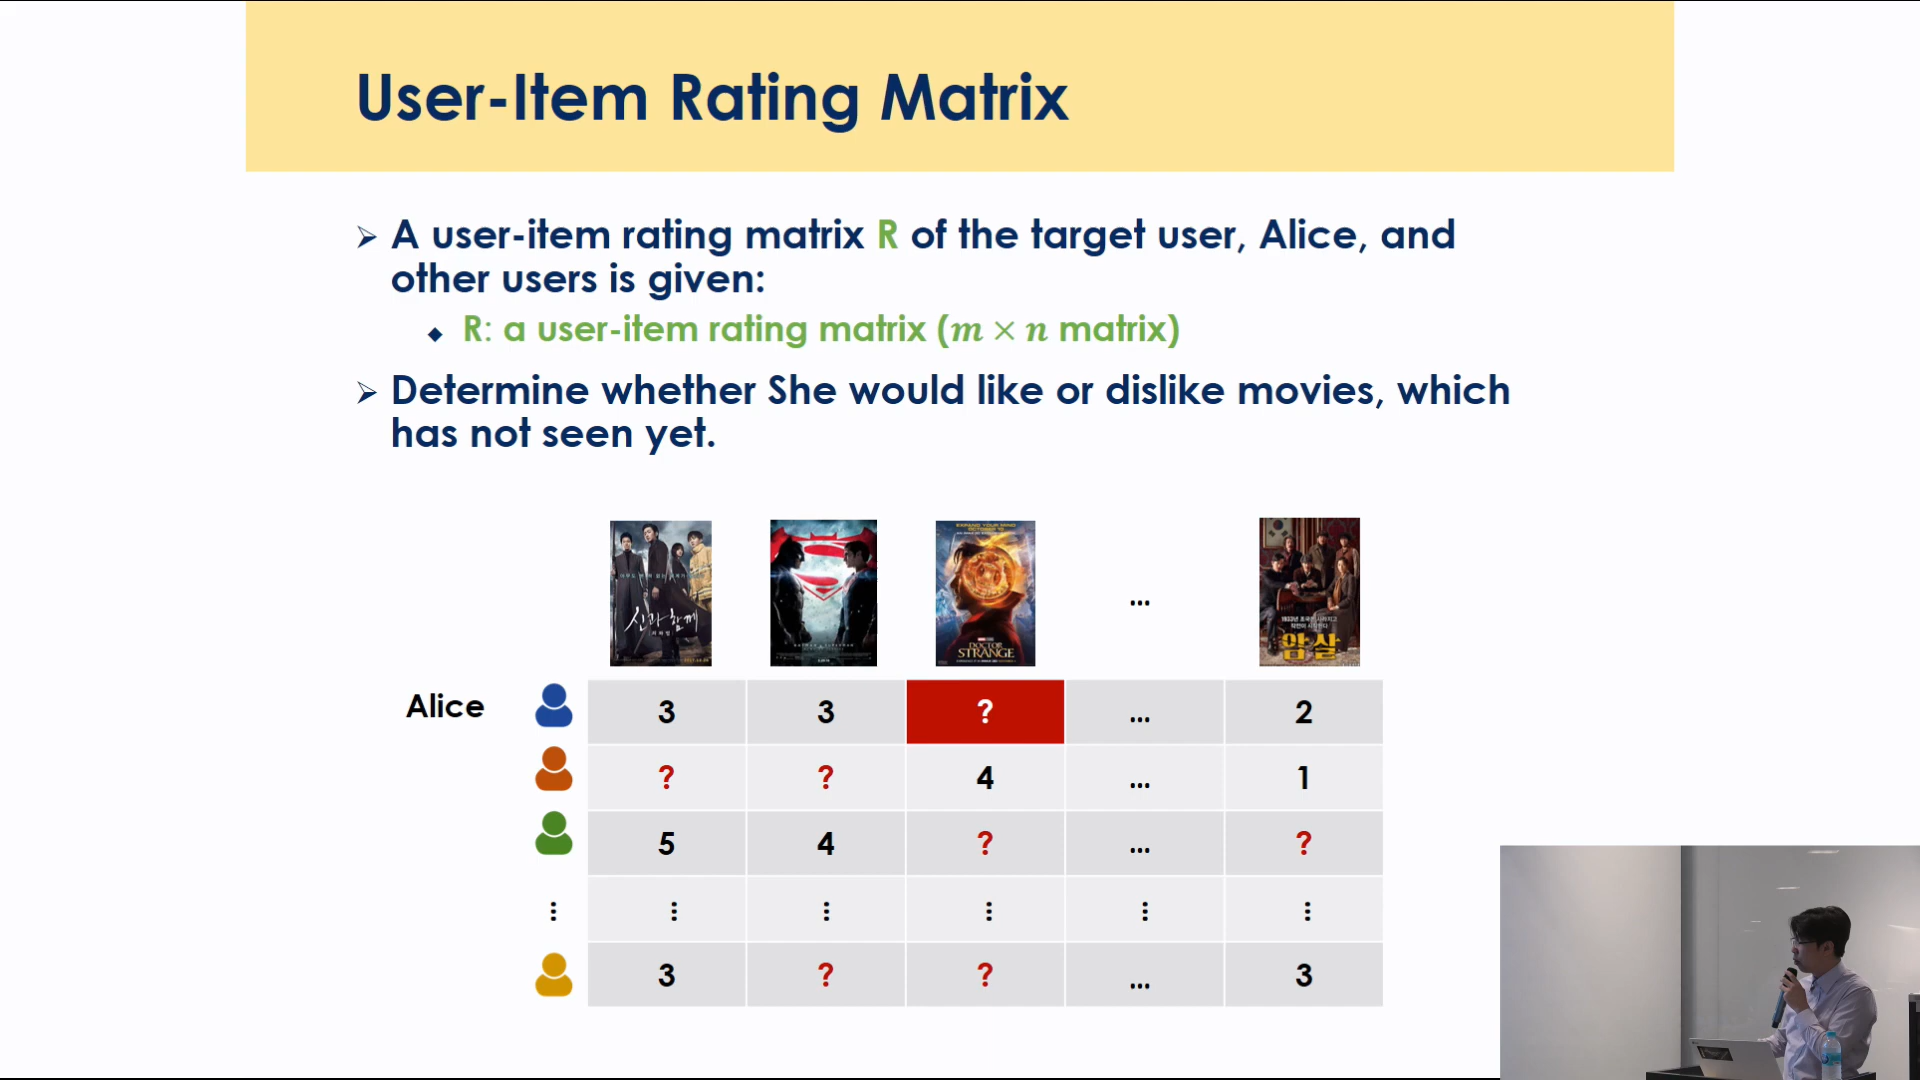 User-Item Rating Matrix
A user-item rating matrix R of the target user, Alice, and
other users is given:
R: a user-item rating matrix (m × n matrix)
Determine whether She would like or dislike movies, which
has not seen yet.
신과함께
DOCTOR
STRANGE
암살
...
Alice
3 3 ? ... 2
? ? 4 ... 1
5 4 ? ... ?
⋮ ⋮ ⋮ ⋮ ⋮ ⋮
3 ? ? ... 3